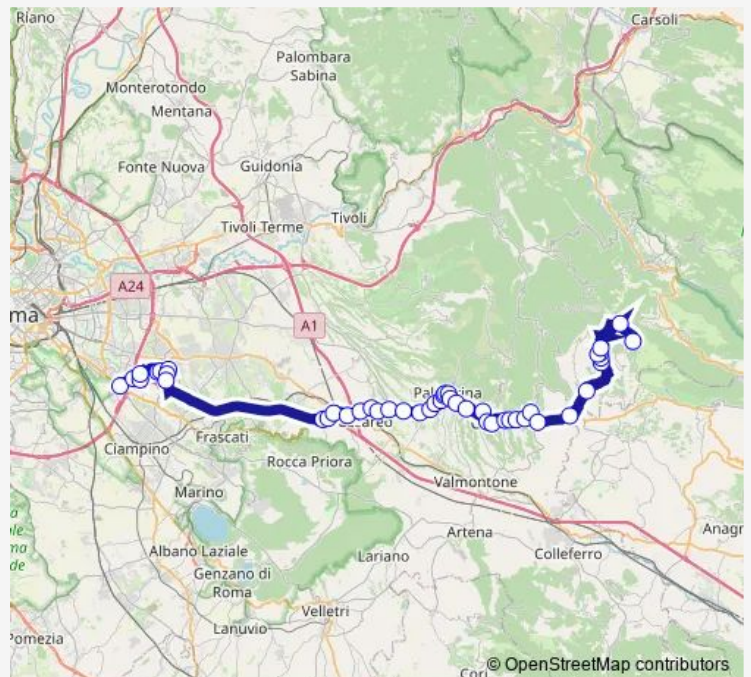 Riano
Carsoli
Palombara
Sabina
Monterotondo
Mentana
Fonte Nuova
Guidonia
Tivoli Terme
Tivoli
A24
ma
A1
Ciampino
Frascati
Rocca Priora
Marino
Valmontone
Anagn
Artena
Albano Laziale
Colleferro
Lariano
Genzano di
Roma
Velletri
Lanuvio
Pomezia
Cori
© OpenStreetMap contributors